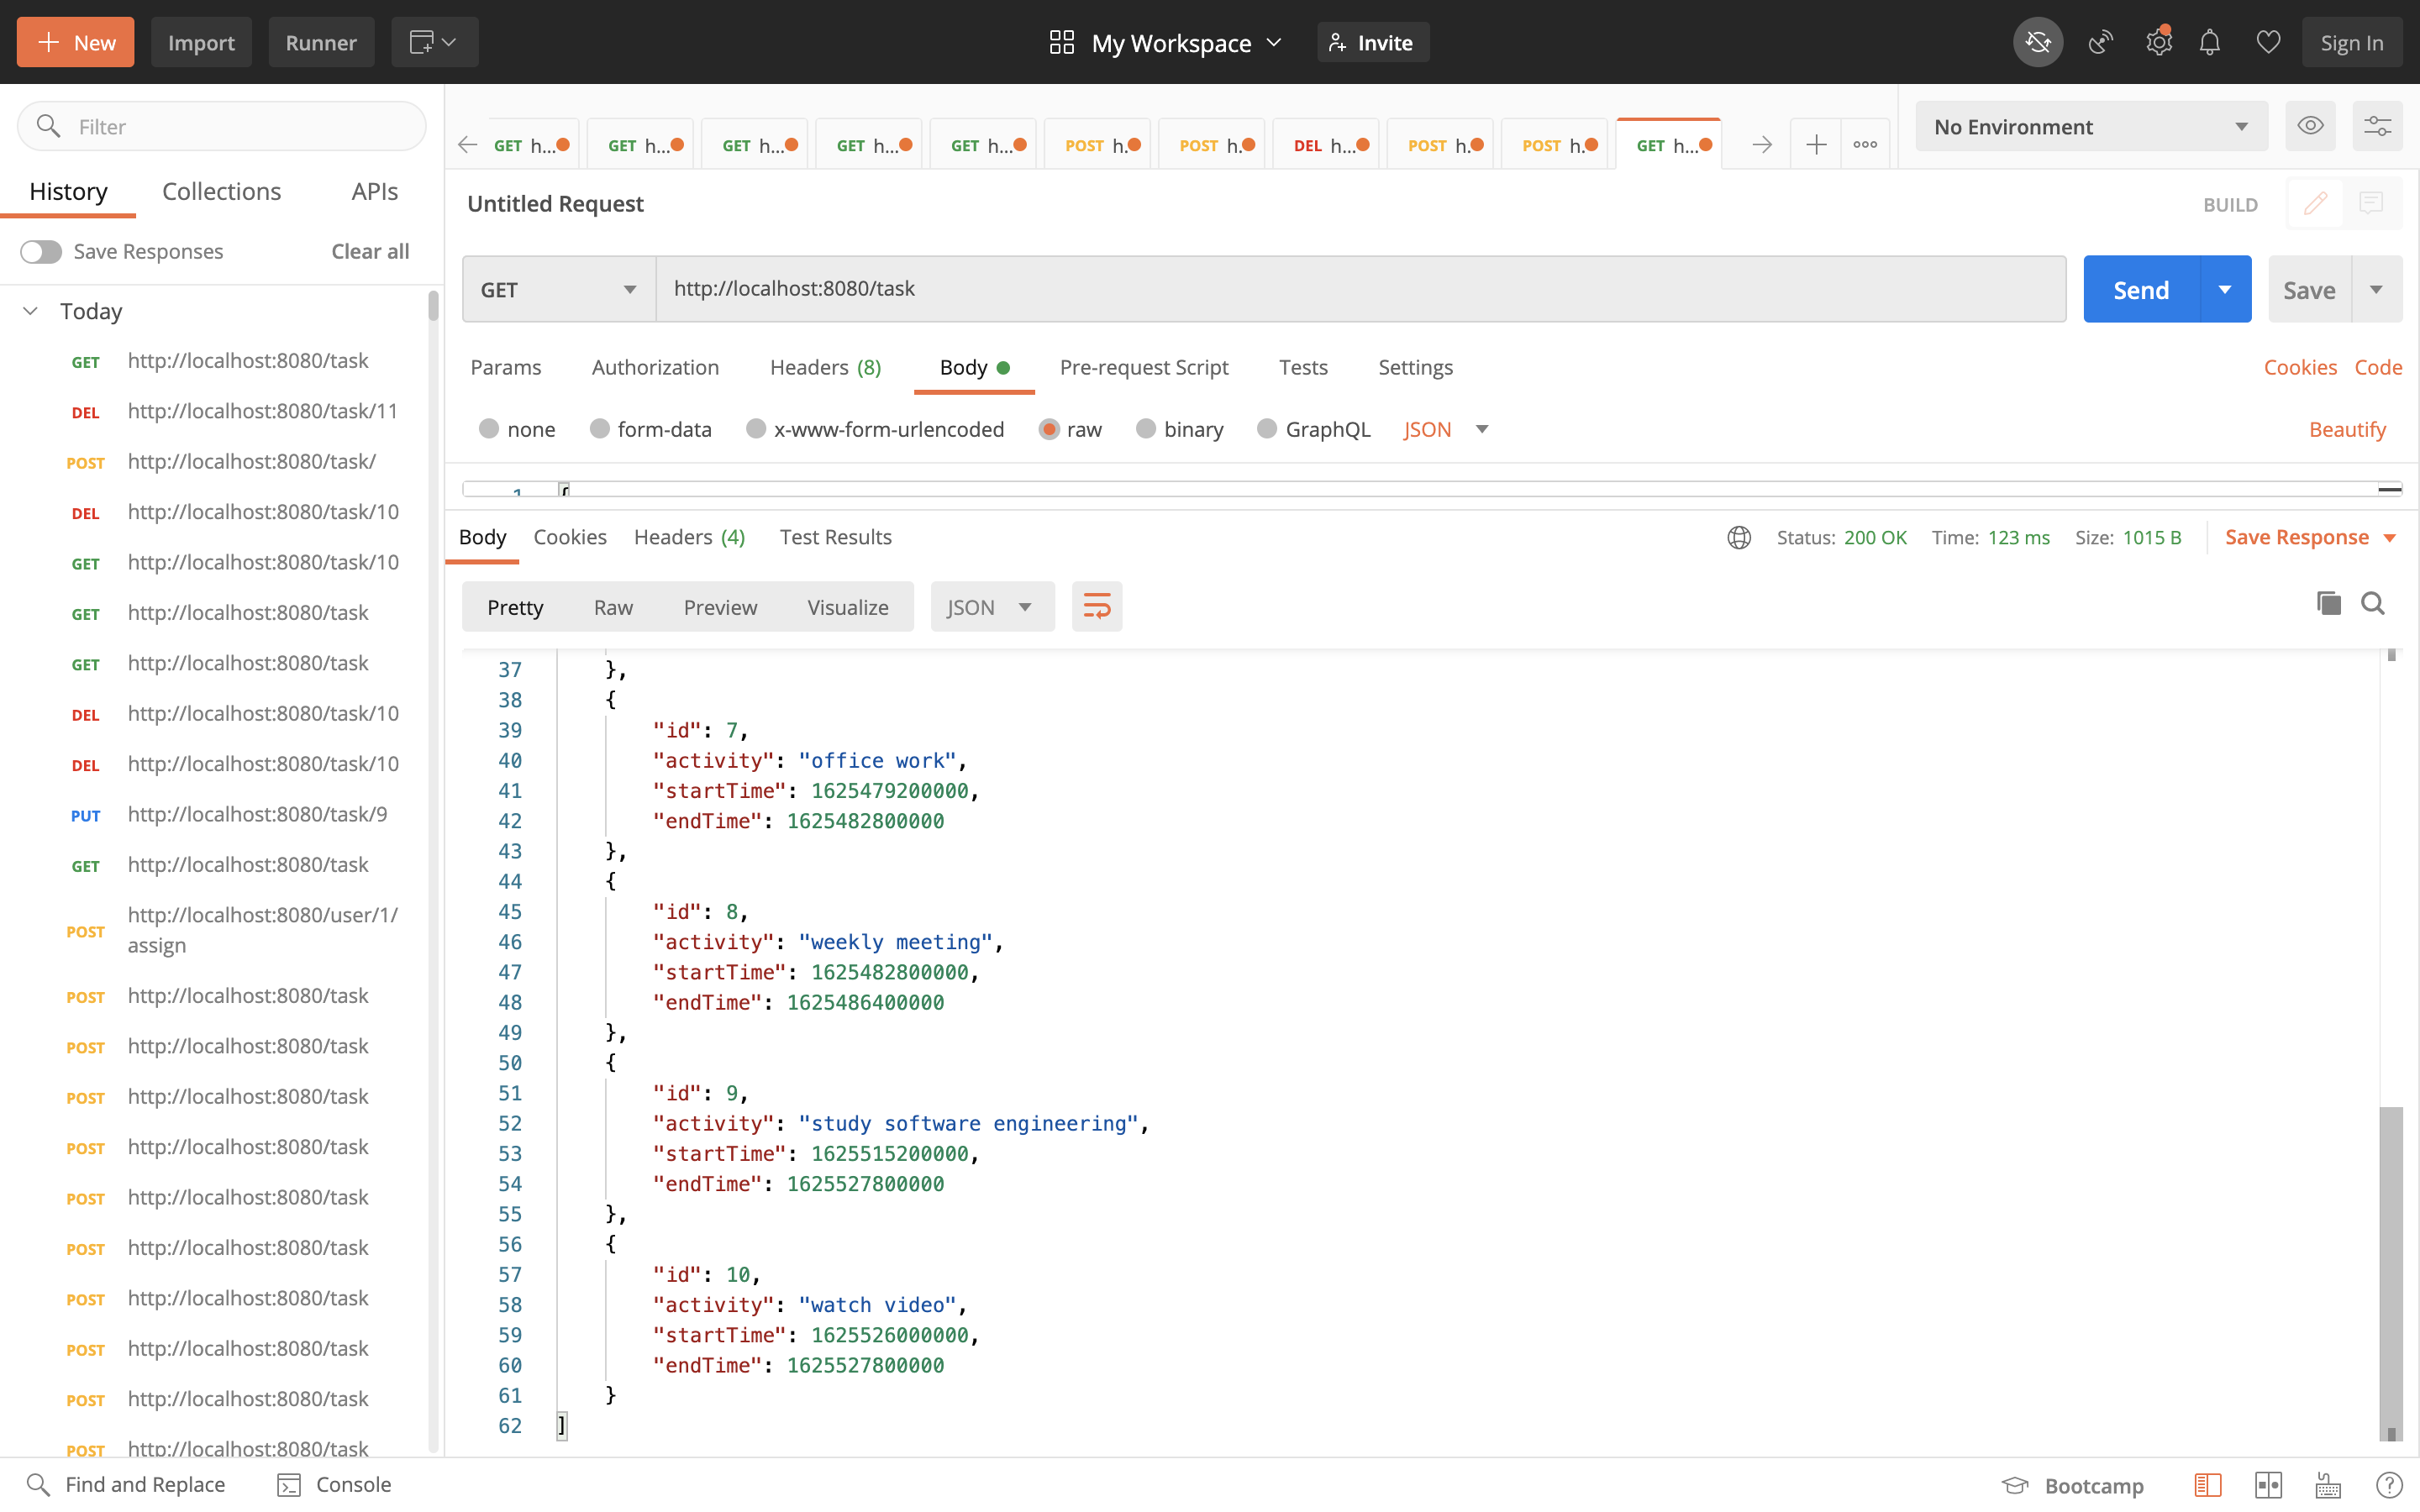 New
Import
Runner
My Workspace
Invite
Sign In
Filter
History
Collections
APIs
Save Responses
Clear all
Today
GET http://localhost:8080/task
DEL http://localhost:8080/task/11
POST http://localhost:8080/task/
DEL http://localhost:8080/task/10
GET http://localhost:8080/task/10
GET http://localhost:8080/task
GET http://localhost:8080/task
DEL http://localhost:8080/task/10
DEL http://localhost:8080/task/10
PUT http://localhost:8080/task/9
GET http://localhost:8080/task
POST http://localhost:8080/user/1/
assign
POST http://localhost:8080/task
POST http://localhost:8080/task
POST http://localhost:8080/task
POST http://localhost:8080/task
POST http://localhost:8080/task
POST http://localhost:8080/task
POST http://localhost:8080/task
POST http://localhost:8080/task
POST http://localhost:8080/task
POST http://localhost:8080/task
GET h...
GET h...
GET h...
GET h...
GET h...
POST h.
POST h.
DEL h...
POST h.
POST h.
GET h...
No Environment
Untitled Request
BUILD
GET
http://localhost:8080/task
Send
Save
Params
Authorization
Headers (8)
Body
Pre-request Script
Tests
Settings
Cookies
Code
none
form-data
x-www-form-urlencoded
raw
binary
GraphQL
JSON
Beautify
1 {
Body
Cookies
Headers (4)
Test Results
Status: 200 OK
Time: 123 ms
Size: 1015 B
Save Response
Pretty
Raw
Preview
Visualize
JSON
37 },
38 {
39 "id": 7,
40 "activity": "office work",
41 "startTime": 1625479200000,
42 "endTime": 1625482800000
43 },
44 {
45 "id": 8,
46 "activity": "weekly meeting",
47 "startTime": 1625482800000,
48 "endTime": 1625486400000
49 },
50 {
51 "id": 9,
52 "activity": "study software engineering",
53 "startTime": 1625515200000,
54 "endTime": 1625527800000
55 },
56 {
57 "id": 10,
58 "activity": "watch video",
59 "startTime": 1625526000000,
60 "endTime": 1625527800000
61 }
62 ]
Find and Replace
Console
Bootcamp